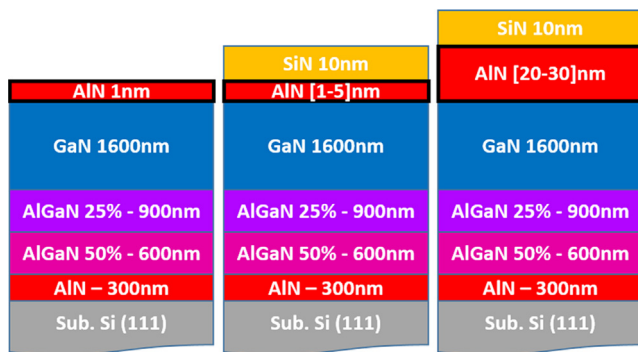 AlN 1nm
GaN 1600nm
AlGaN 25% - 900nm
AlGaN 50% - 600nm
AlN – 300nm
Sub. Si (111)
SiN 10nm
AlN [1-5]nm
GaN 1600nm
AlGaN 25% - 900nm
AlGaN 50% - 600nm
AlN – 300nm
Sub. Si (111)
SiN 10nm
AlN [20-30]nm
GaN 1600nm
AlGaN 25% - 900nm
AlGaN 50% - 600nm
AlN – 300nm
Sub. Si (111)